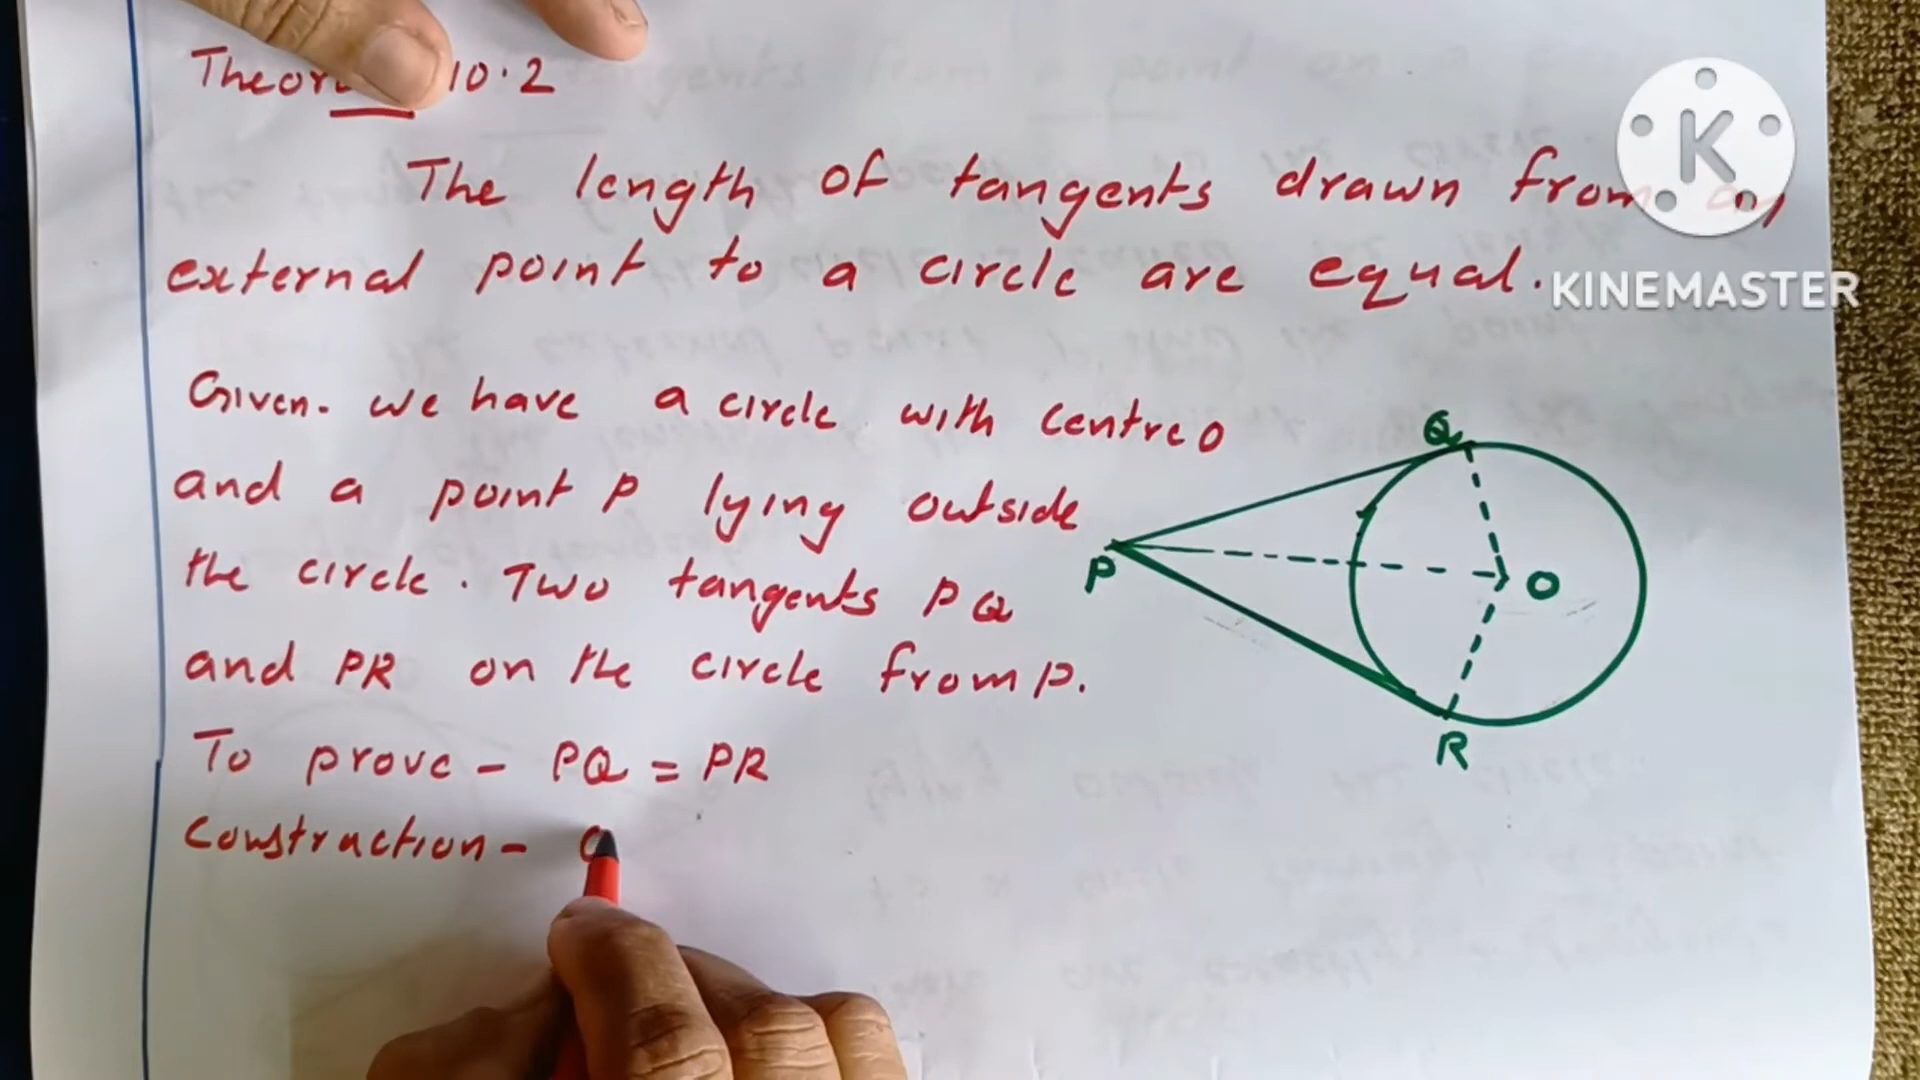 Theorem 10.2
The length of tangents drawn from an
external point to a circle are equal.
KINEMASTER
Given. we have a circle with centre O
and a point P lying outside
the circle. Two tangents PQ
and PR on the circle from P.
To prove - PQ = PR
Construction - O
Q
P
O
R
K